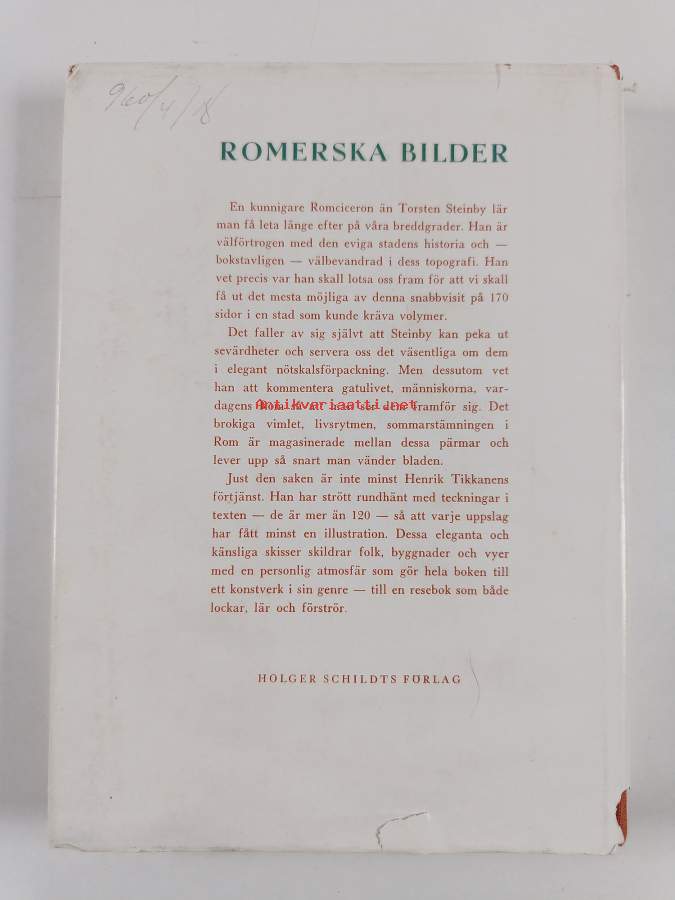 960/4/18
ROMERSKA BILDER
En kunnigare Romciceron än Torsten Steinby lär
man få leta länge efter på våra breddgrader. Han är
välförtrogen med den eviga stadens historia och —
bokstavligen — välbevandrad i dess topografi. Han
vet precis var han skall lotsa oss fram för att vi skall
få ut det mesta möjliga av denna snabbvisit på 170
sidor i en stad som kunde kräva volymer.
Det faller av sig självt att Steinby kan peka ut
sevärdheter och servera oss det väsentliga om dem
i elegant nötskalsförpackning. Men dessutom vet
han att kommentera gatulivet, människorna, var-
dagens Rom så att man ser dem framför sig. Det
Antikvariaatti.net
brokiga vimlet, livsrytmen, sommarstämningen i
Rom är magasinerade mellan dessa pärmar och
lever upp så snart man vänder bladen.
Just den saken är inte minst Henrik Tikkanens
förtjänst. Han har strött rundhänt med teckningar i
texten — de är mer än 120 — så att varje uppslag
har fått minst en illustration. Dessa eleganta och
känsliga skisser skildrar folk, byggnader och vyer
med en personlig atmosfär som gör hela boken till
ett konstverk i sin genre — till en resebok som både
lockar, lär och förströr.
HOLGER SCHILDTS FÖRLAG